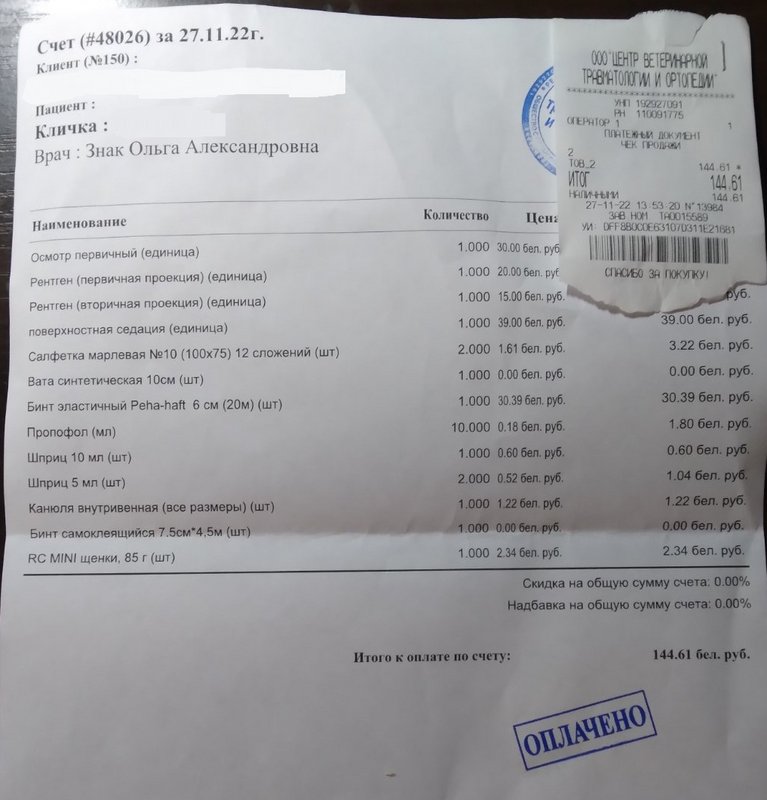 Счет (#48026) за 27.11.22г.
Клиент (№150) :
Пациент :
Кличка :
Врач : Знак Ольга Александровна
ООО"ЦЕНТР ВЕТЕРИНАРНОЙ
ТРАВМАТОЛОГИИ И ОРТОПЕДИИ"
УНП 192927091
РН 110091775
ОПЕРАТОР 1 1
ПЛАТЕЖНЫЙ ДОКУМЕНТ
ЧЕК ПРОДАЖИ
2
ТОВ_2 144.61 *
ИТОГ 144.61
НАЛИЧНЫМИ 144.61
27-11-22 13:53:20 N°13984
ЗАВ НОМ TA0015589
УИ:
СПАСИБО ЗА ПОКУПКУ!
Наименование Количество Цена
Осмотр первичный (единица) 1.000 30.00 бел. руб.
Рентген (первичная проекция) (единица) 1.000 20.00 бел. руб.
Рентген (вторичная проекция) (единица) 1.000 15.00 бел. руб. руб.
поверхностная седация (единица) 1.000 39.00 бел. руб. 39.00 бел. руб.
Салфетка марлевая №10 (100х75) 12 сложений (шт) 2.000 1.61 бел. руб. 3.22 бел. руб.
Вата синтетическая 10см (шт) 1.000 0.00 бел. руб. 0.00 бел. руб.
Бинт эластичный Peha-haft 6 см (20м) (шт) 1.000 30.39 бел. руб. 30.39 бел. руб.
Пропофол (мл) 10.000 0.18 бел. руб. 1.80 бел. руб.
Шприц 10 мл (шт) 1.000 0.60 бел. руб. 0.60 бел. руб.
Шприц 5 мл (шт) 2.000 0.52 бел. руб. 1.04 бел. руб.
Канюля внутривенная (все размеры) (шт) 1.000 1.22 бел. руб. 1.22 бел. руб.
Бинт самоклеящийся 7.5см*4,5м (шт) 1.000 0.00 бел. руб. 0.00 бел. руб.
RC MINI щенки, 85 г (шт) 1.000 2.34 бел. руб. 2.34 бел. руб.
Скидка на общую сумму счета: 0.00%
Надбавка на общую сумму счета: 0.00%
Итого к оплате по счету: 144.61 бел. руб.
ОПЛАЧЕНО